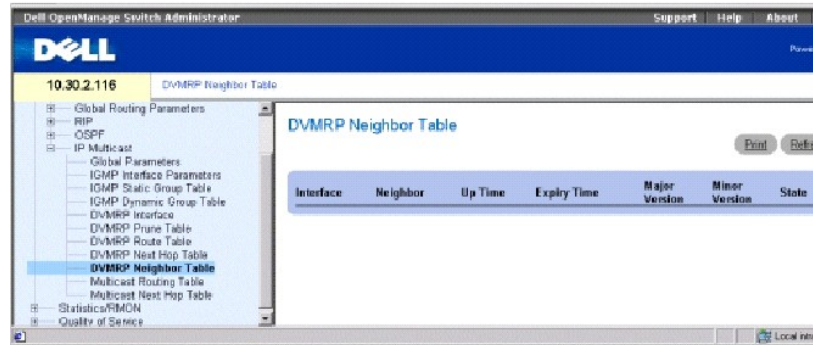 Dell OpenManage Switch Administrator
Support Help About
DELL
10.30.2.116
DVMRP Neighbor Table
Global Routing Parameters
RIP
OSPF
IP Multicast
Global Parameters
IGMP Interface Parameters
IGMP Static Group Table
IGMP Dynamic Group Table
DVMRP Interface
DVMRP Prune Table
DVMRP Route Table
DVMRP Next Hop Table
DVMRP Neighbor Table
Multicast Routing Table
Multicast Next Hop Table
Statistics/RMON
Quality of Service
DVMRP Neighbor Table
Print Refre
Interface Neighbor Up Time Expiry Time Major Version Minor Version State
Local intr